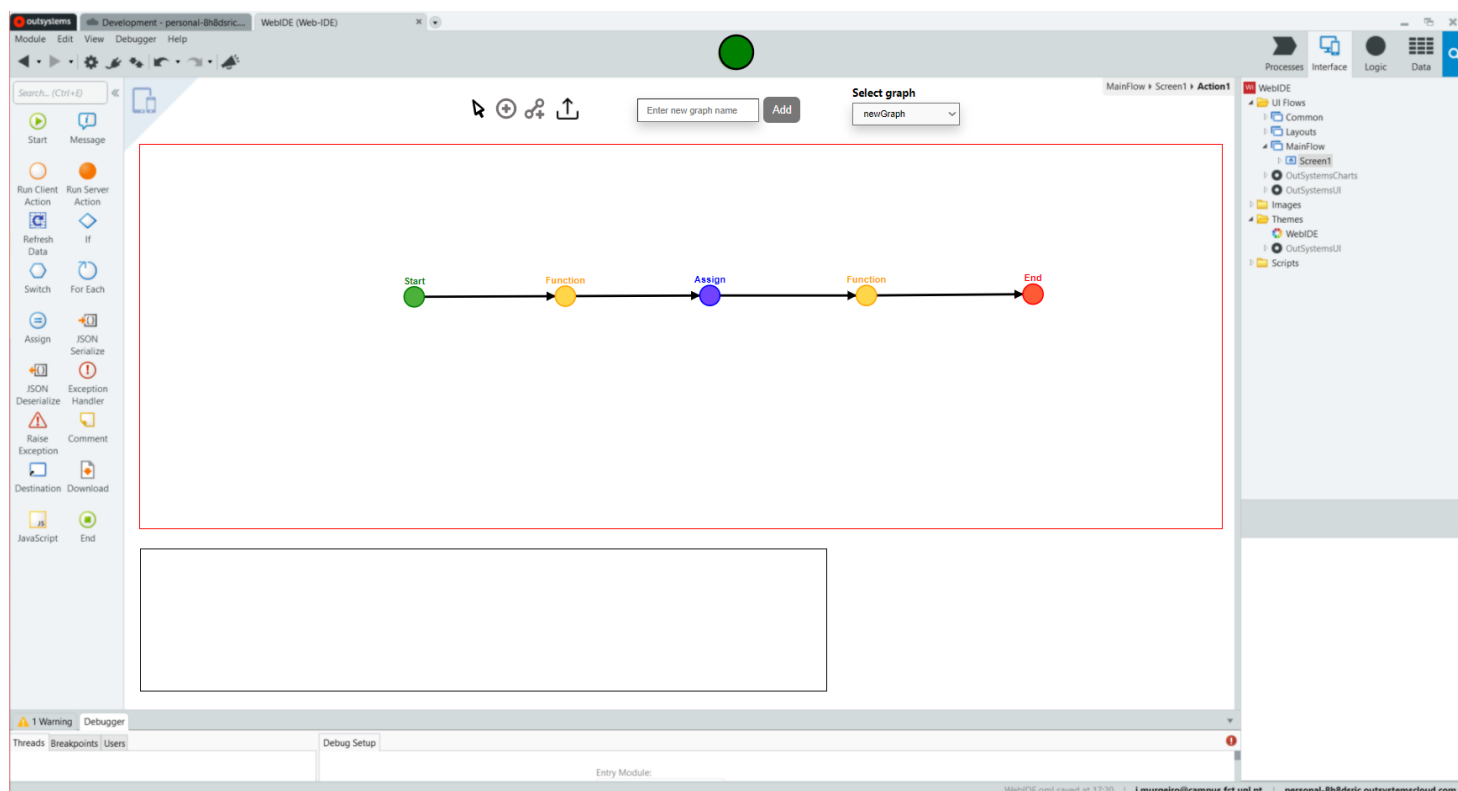 outsystems
Development - personal-8h8dsric...
WebIDE (Web-IDE)
Module Edit View Debugger Help
Processes Interface Logic Data
Search... (Ctrl+E)
Start Message
Run Client Action Run Server Action
Refresh Data If
Switch For Each
Assign JSON Serialize
JSON Deserialize Exception Handler
Raise Exception Comment
Destination Download
JavaScript End
JS
Enter new graph name Add
Select graph
newGraph
MainFlow Screen1 Action1
Start Function Assign Function End
WebIDE
UI Flows
Common
Layouts
MainFlow
Screen1
OutSystemsCharts
OutSystemsUI
Images
Themes
WebIDE
OutSystemsUI
Scripts
1 Warning Debugger
Threads Breakpoints Users
Debug Setup
Entry Module: